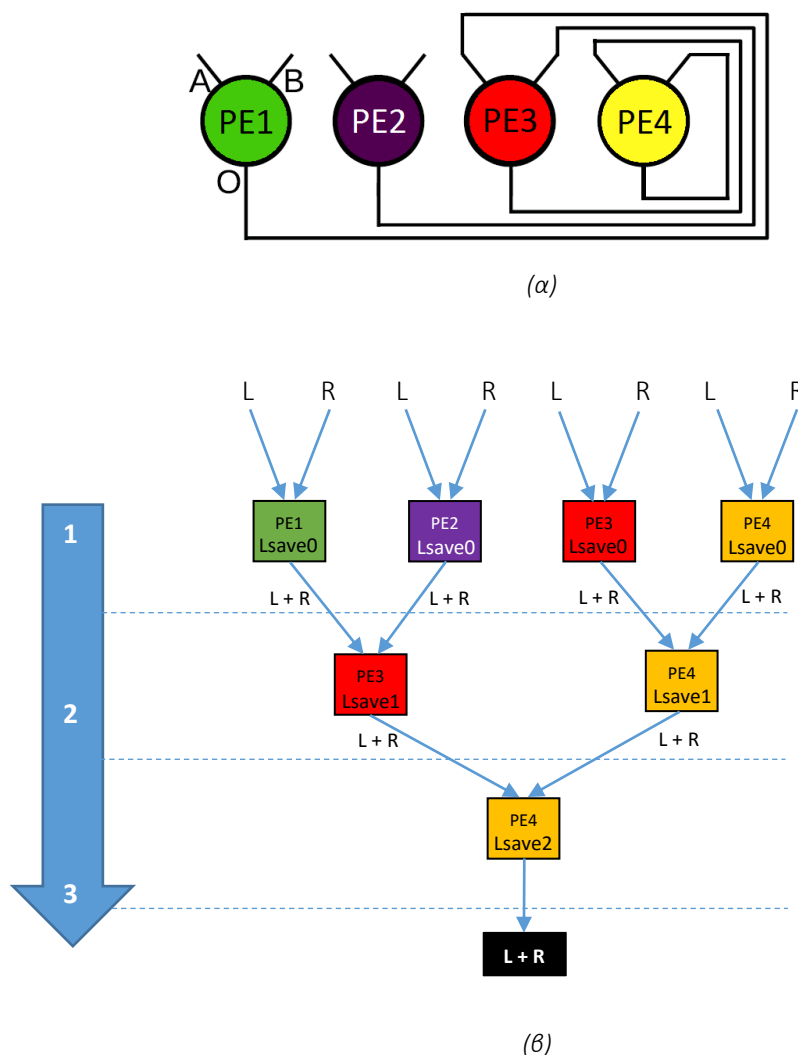 A B
PE1 PE2 PE3 PE4
O
(α)
L R L R L R L R
1
PE1 PE2 PE3 PE4
Lsave0 Lsave0 Lsave0 Lsave0
L + R L + R L + R L + R
2
PE3 PE4
Lsave1 Lsave1
L + R L + R
PE4
Lsave2
3
L + R
(β)